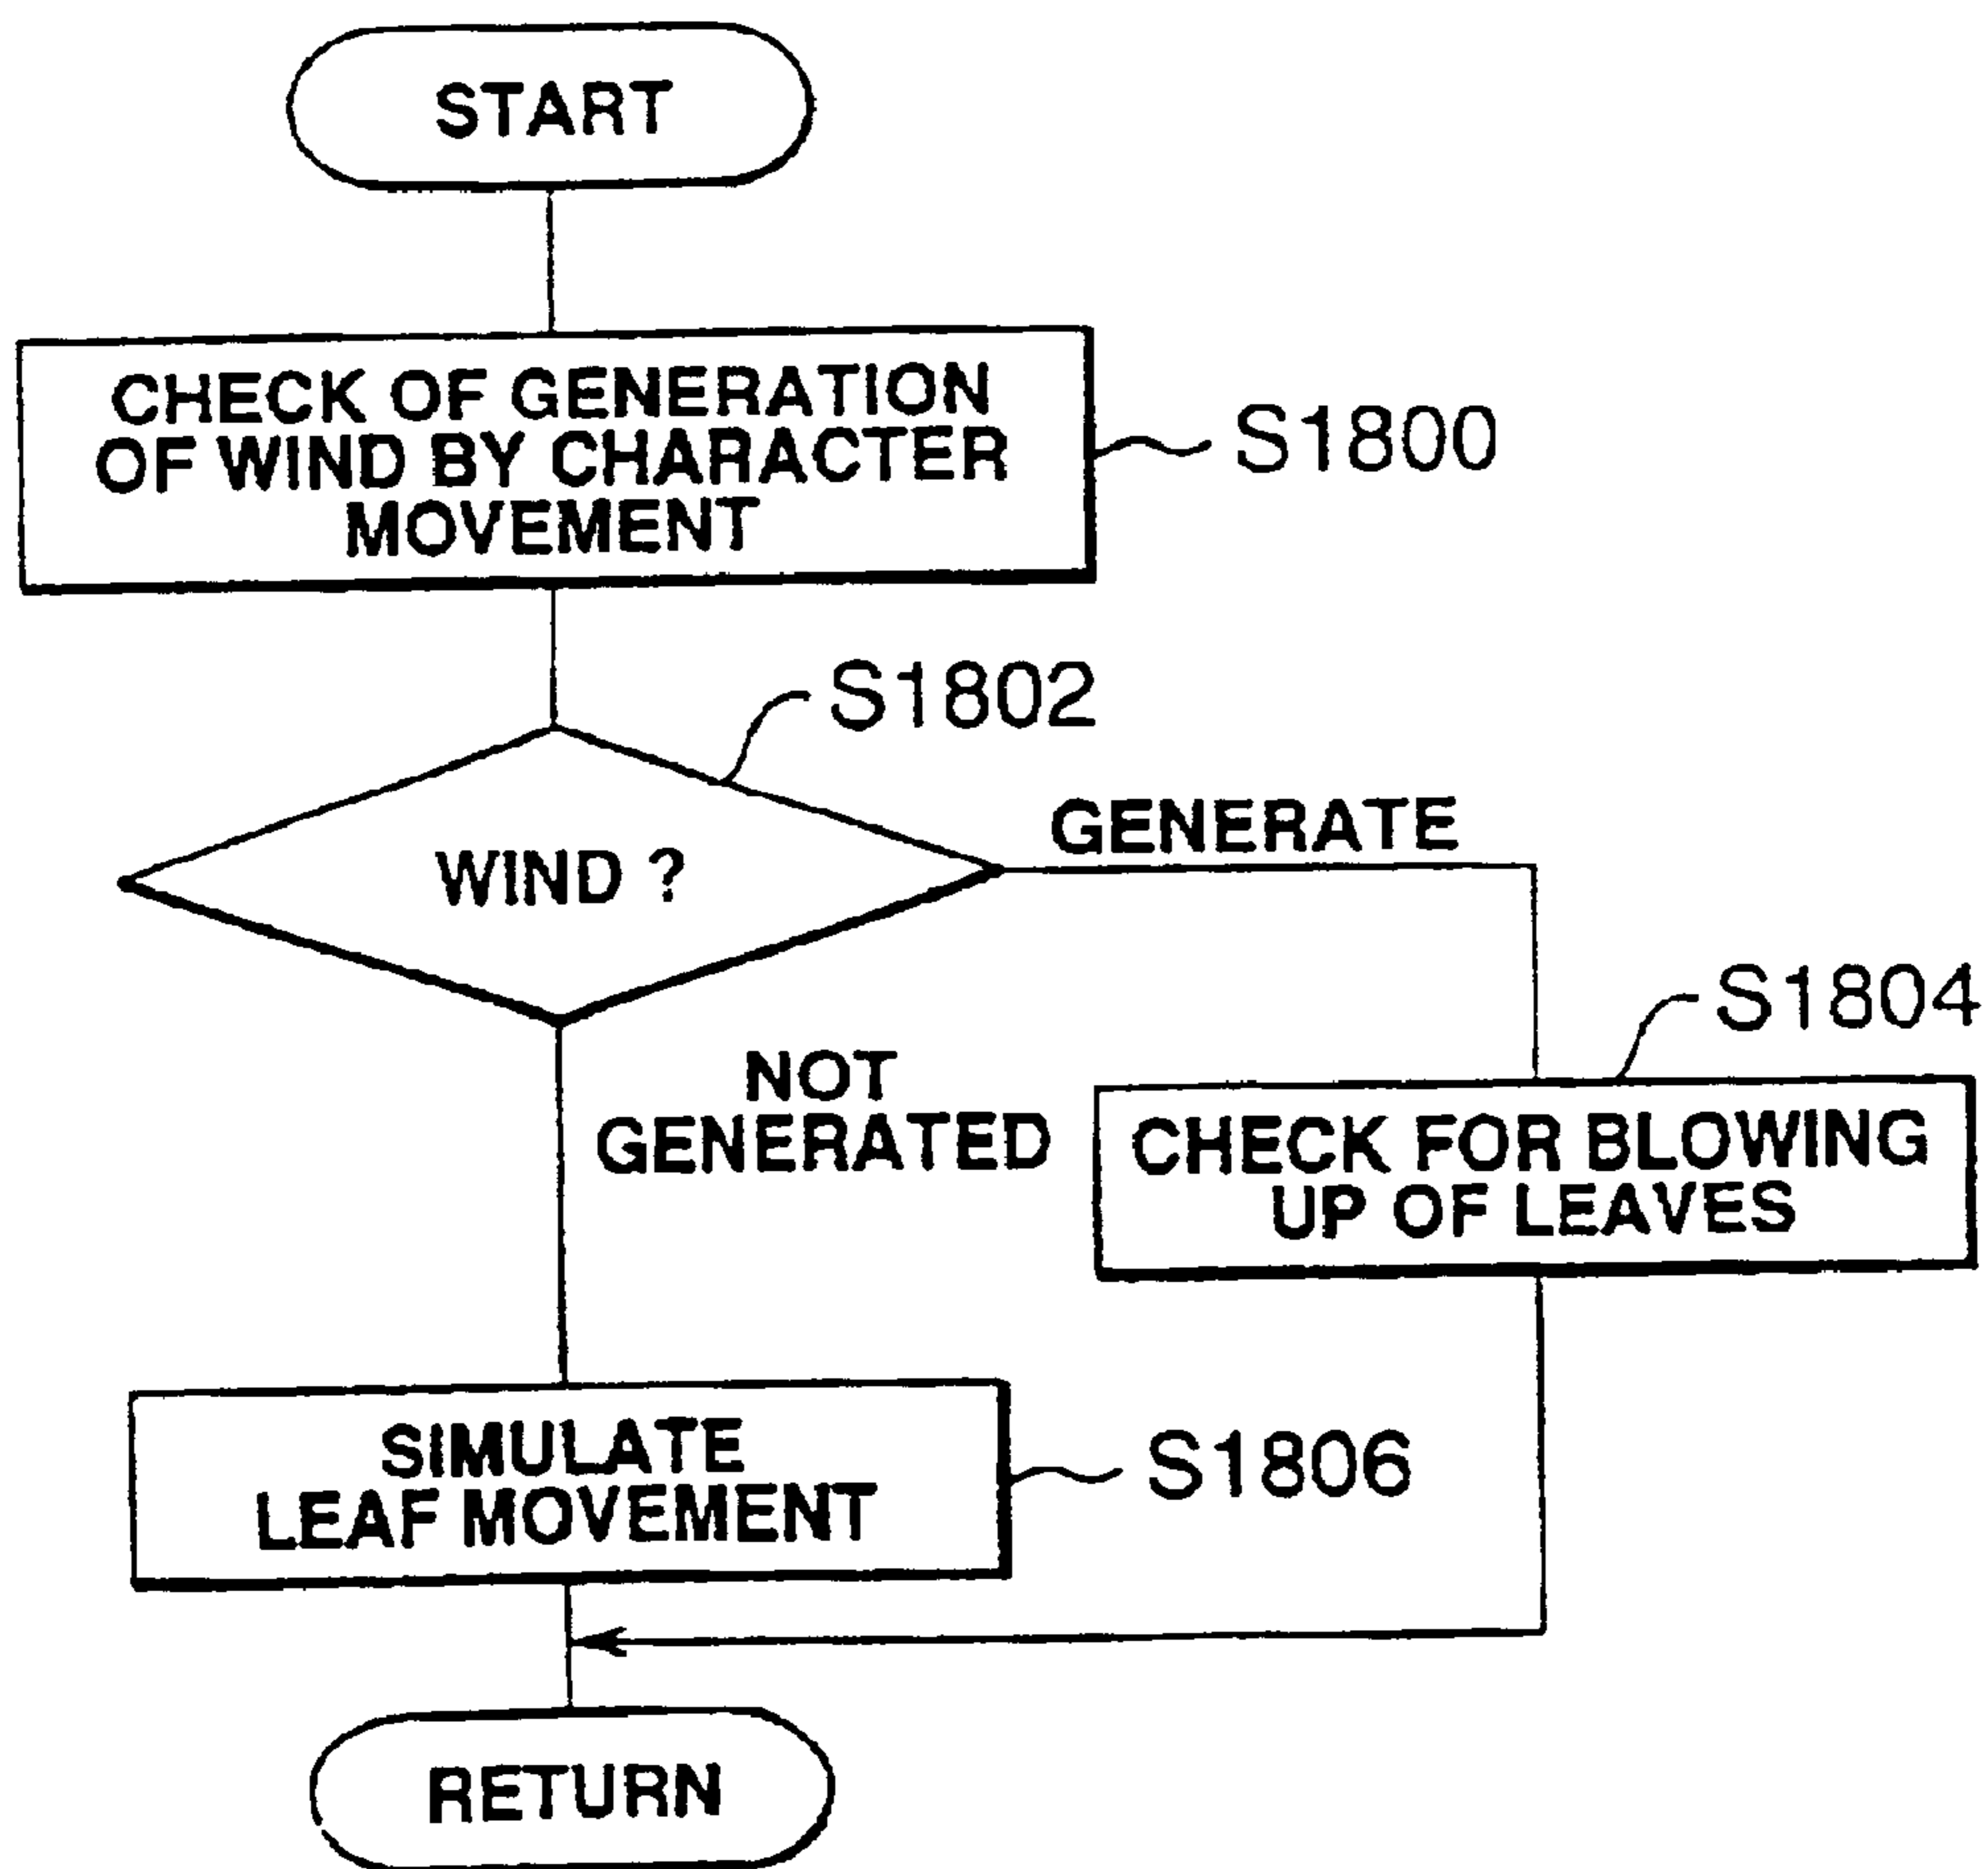 START
CHECK OF GENERATION
OF WIND BY CHARACTER
MOVEMENT
S1800
S1802
WIND ?
GENERATE
NOT
GENERATED
S1804
CHECK FOR BLOWING
UP OF LEAVES
SIMULATE
LEAF MOVEMENT
S1806
RETURN